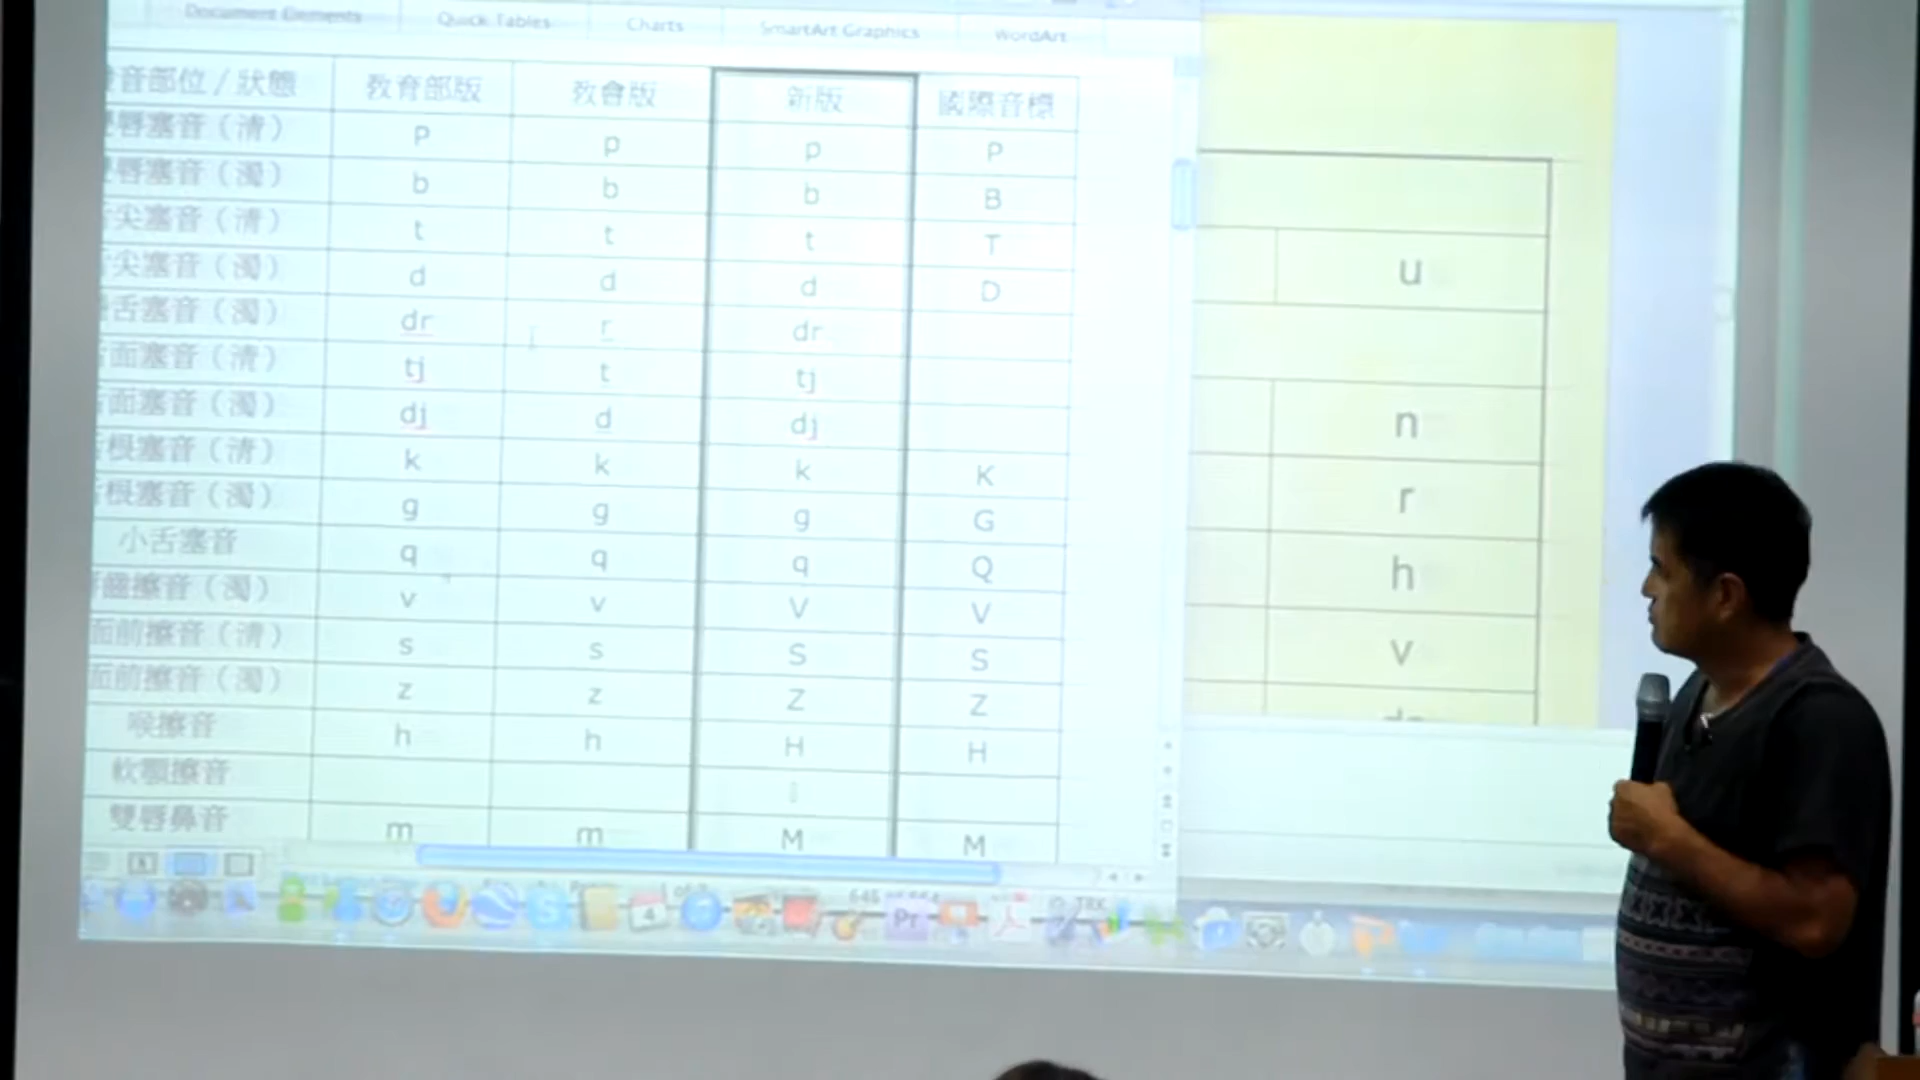 Document Elements Quick Tables Charts SmartArt Graphics WordArt
音部位/狀態 教育部版 教會版 新版 國際音標
唇塞音(清) P p p P
唇塞音(濁) b b b B
尖塞音(清) t t t T
尖塞音(濁) d d d D
舌塞音(濁) dr r dr
面塞音(清) tj t tj
面塞音(濁) dj d dj
根塞音(清) k k k K
根塞音(濁) g g g G
小舌塞音 q q q Q
齒擦音(濁) v v V V
面前擦音(清) s s S S
面前擦音(濁) z z Z Z
喉擦音 h h H H
軟顎擦音
雙唇鼻音 m m M M
u
n
r
h
v
Pr